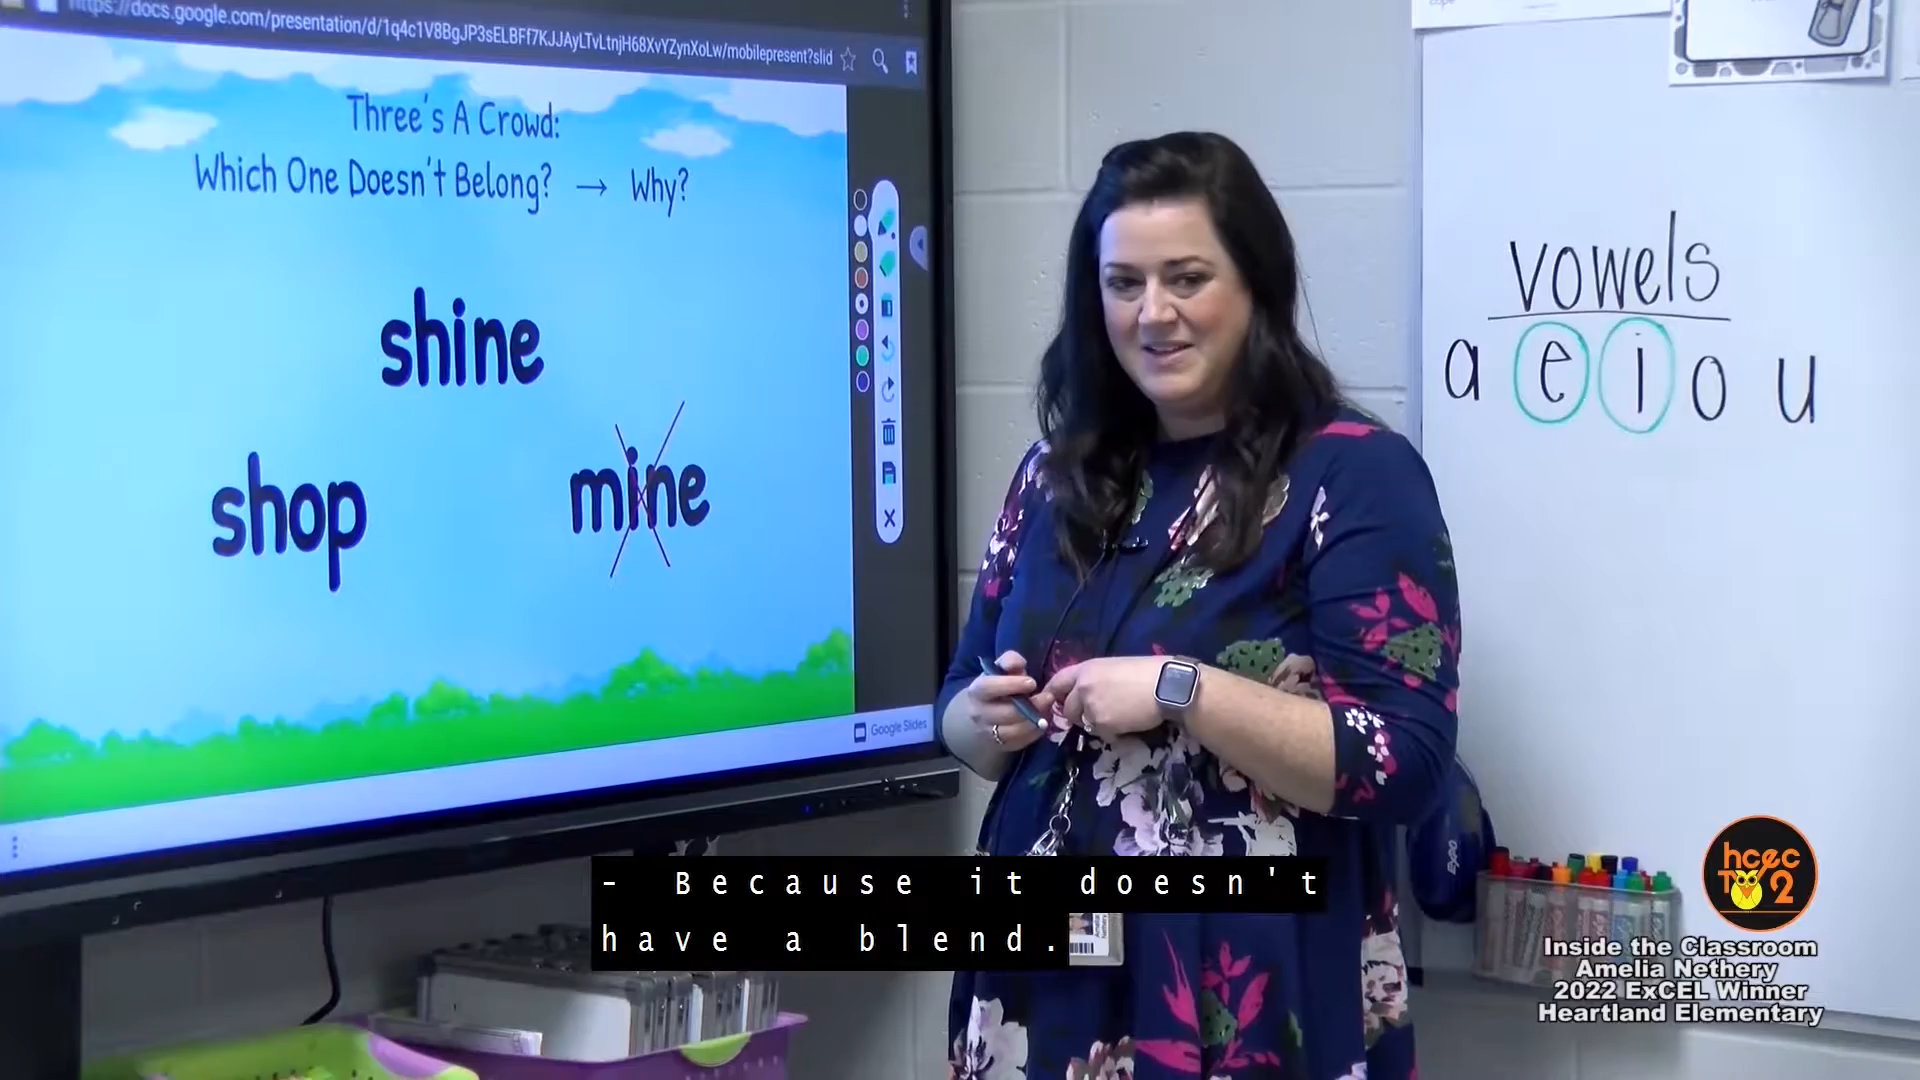 https://docs.google.com/presentation/d/1q4c1V8BgJP3sELBFf7KJJAyLTvLtnjH68XvYZynXoLw/mobilepresent?slid
Three's A Crowd:
Which One Doesn't Belong? → Why?
shine
shop
mine
Google Slides
vowels
a e i o u
- Because it doesn't
have a blend.
Expo
hcec
TV 2
Inside the Classroom
Amelia Nethery
2022 ExCEL Winner
Heartland Elementary